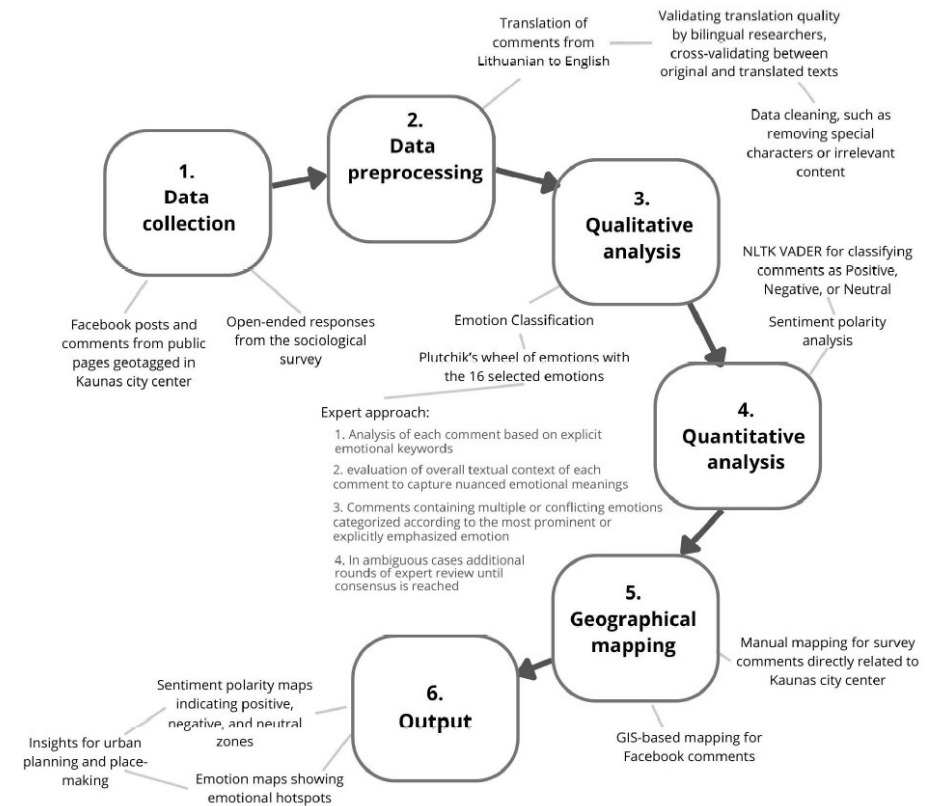 1.
Data
collection
Facebook posts and
comments from public
pages geotagged in
Kaunas city center
Open-ended responses
from the sociological
survey
2.
Data
preprocessing
Translation of
comments from
Lithuanian to English
Validating translation quality
by bilingual researchers,
cross-validating between
original and translated texts
Data cleaning, such as
removing special
characters or irrelevant
content
3.
Qualitative
analysis
Emotion Classification
Plutchik's wheel of emotions with
the 16 selected emotions
Expert approach:
1. Analysis of each comment based on explicit
emotional keywords
2. evaluation of overall textual context of each
comment to capture nuanced emotional meanings
3. Comments containing multiple or conflicting emotions
categorized according to the most prominent or
explicitly emphasized emotion
4. In ambiguous cases additional
rounds of expert review until
consensus is reached
4.
Quantitative
analysis
NLTK VADER for classifying
comments as Positive,
Negative, or Neutral
Sentiment polarity
analysis
5.
Geographical
mapping
Manual mapping for survey
comments directly related to
Kaunas city center
GIS-based mapping for
Facebook comments
6.
Output
Sentiment polarity maps
indicating positive,
negative, and neutral
zones
Emotion maps showing
emotional hotspots
Insights for urban
planning and place-
making